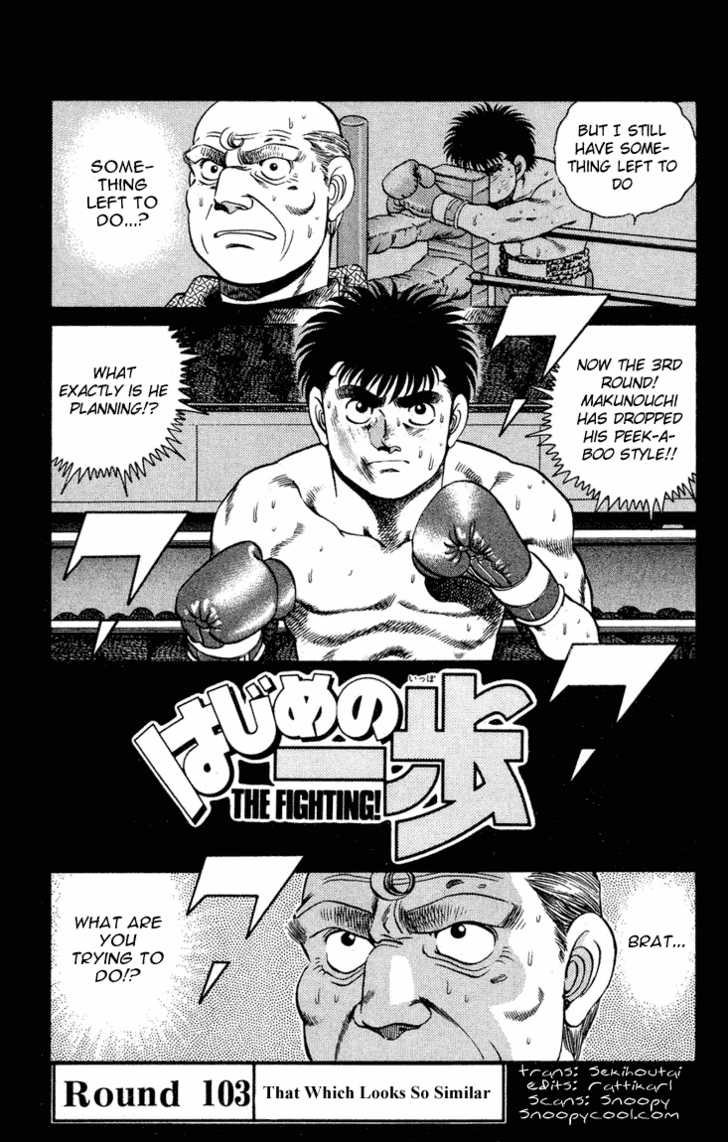 BUT I STILL
HAVE SOME-
THING LEFT TO
DO
SOME-
THING
LEFT TO
DO...?
NOW THE 3RD
ROUND!
MAKUNOUCHI
HAS DROPPED
HIS PEEK-A-
BOO STYLE!!
WHAT
EXACTLY IS HE
PLANNING!?
いっぽ
はじめの一歩
THE FIGHTING!
BRAT...
WHAT ARE
YOU
TRYING TO
DO!?
Round 103
That Which Looks So Similar
trans: Sekihoutai
edits: rattikarl
scans: Snoopy
Snoopycool.com!